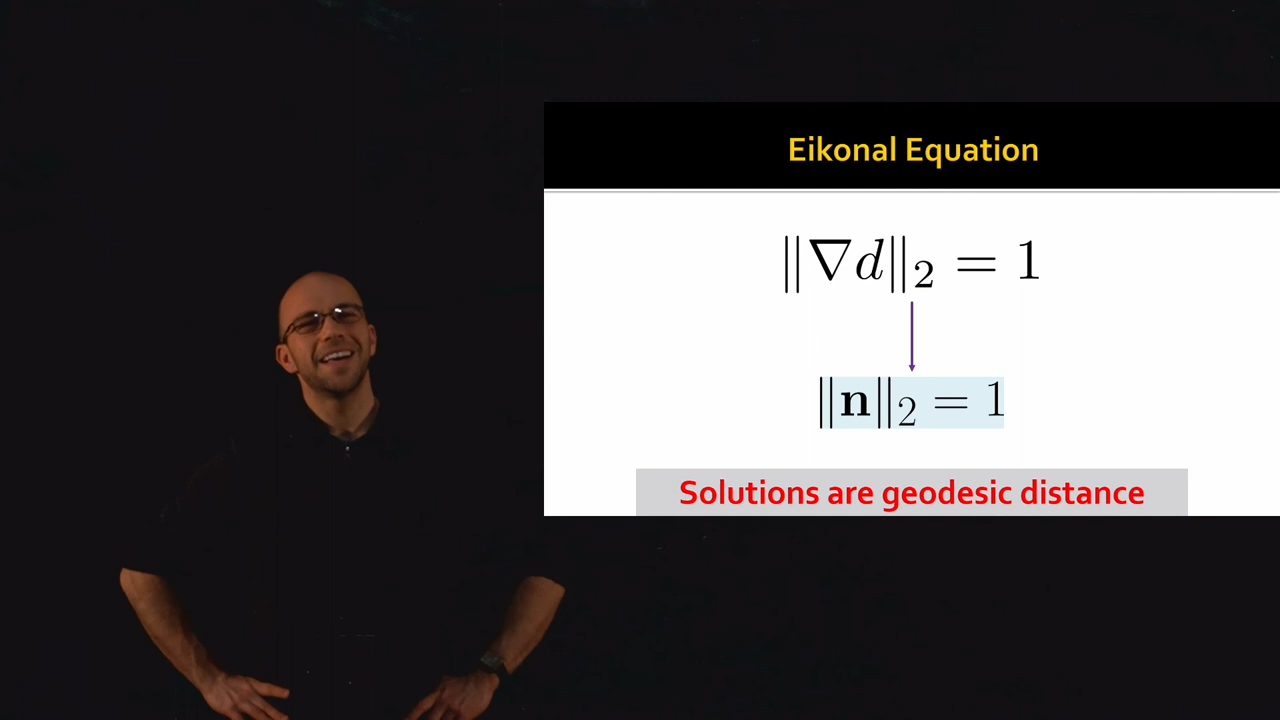 Eikonal Equation
‖∇d‖₂ = 1
‖n‖₂ = 1
Solutions are geodesic distance